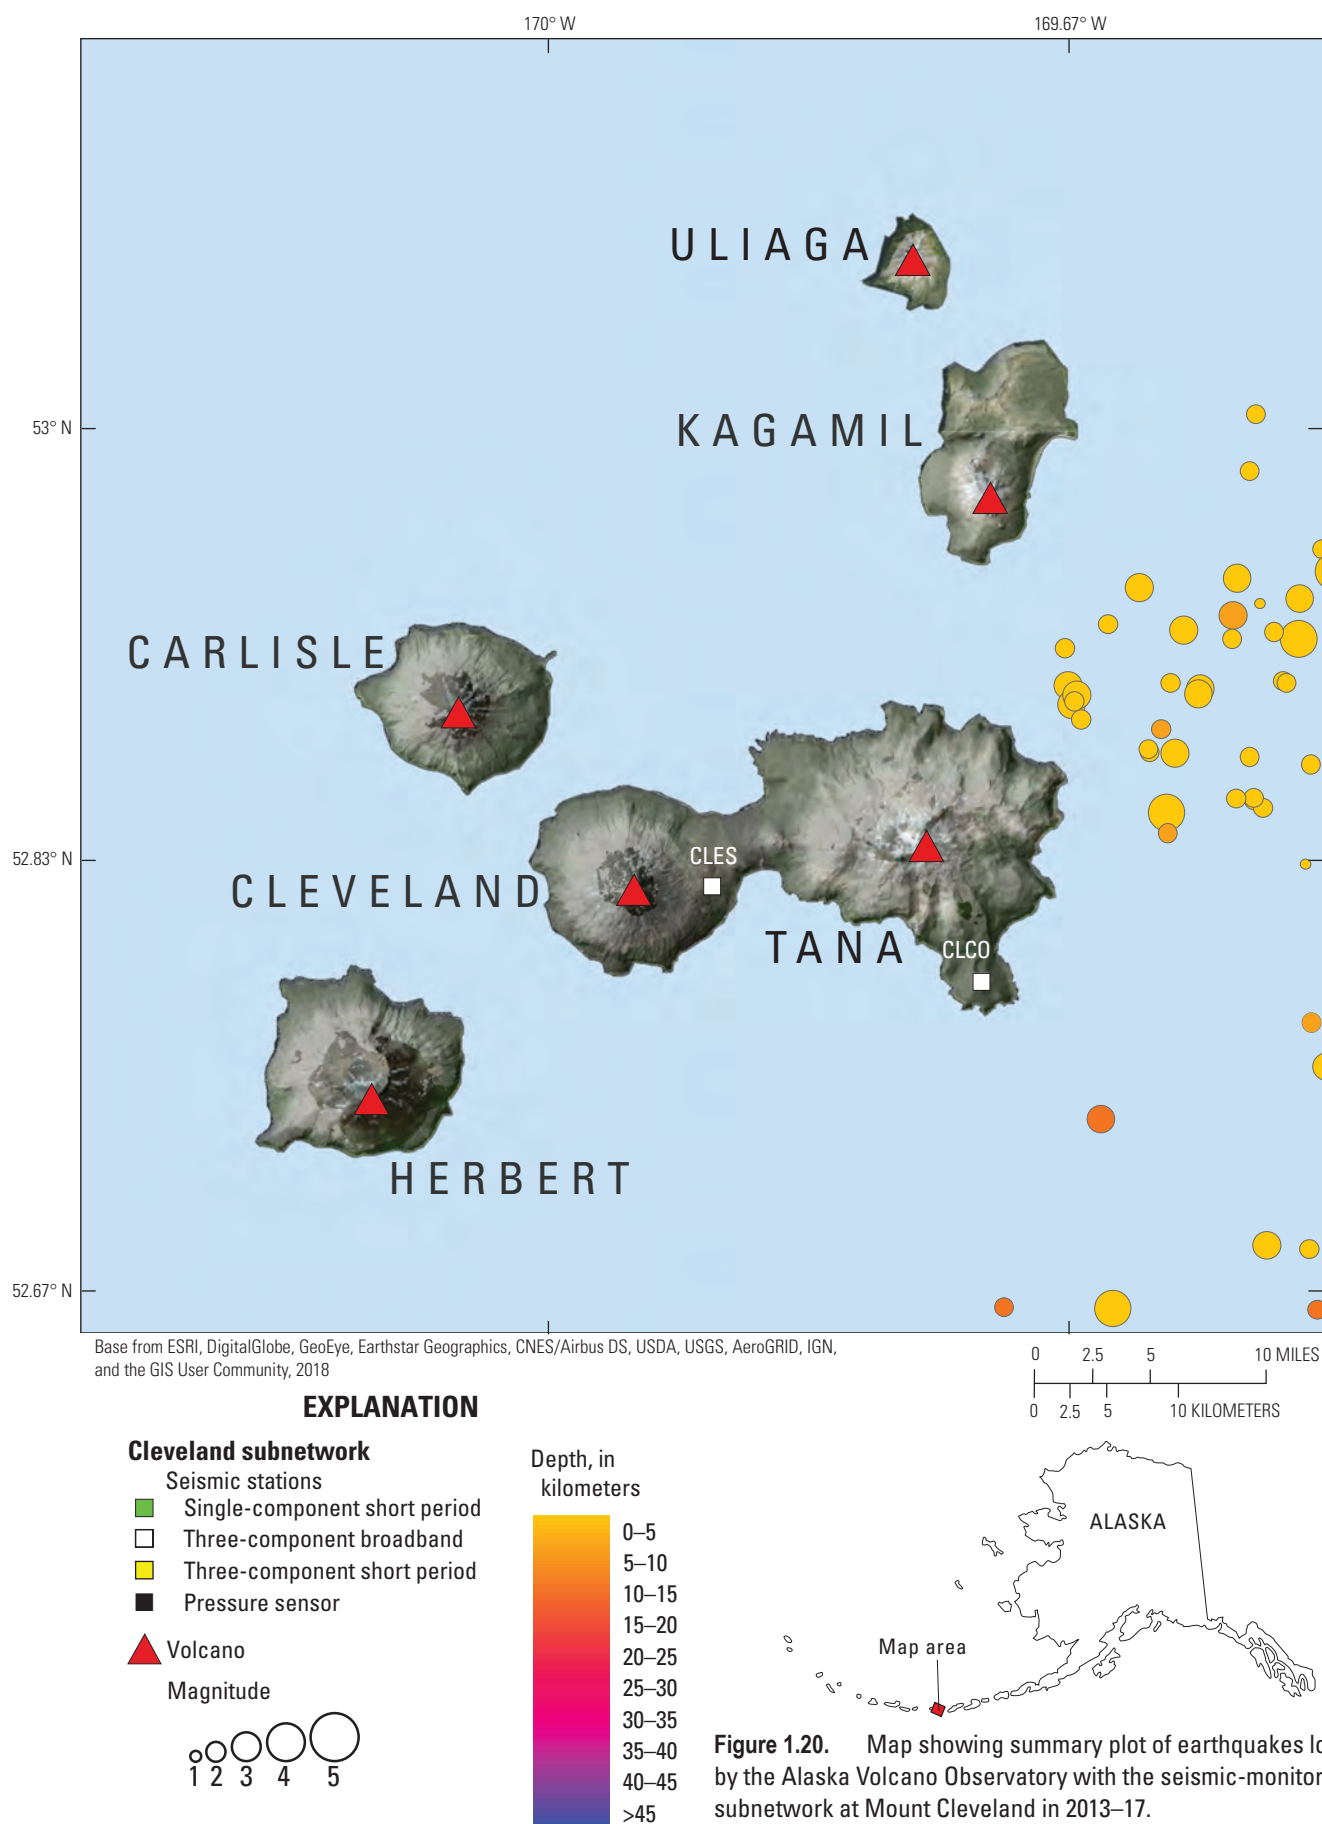 170° W
169.67° W
ULIAGA
53° N
KAGAMIL
CARLISLE
52.83° N
CLES
CLEVELAND
TANA
CLCO
HERBERT
52.67° N
Base from ESRI, DigitalGlobe, GeoEye, Earthstar Geographics, CNES/Airbus DS, USDA, USGS, AeroGRID, IGN,
and the GIS User Community, 2018
0 2.5 5 10 MILES
0 2.5 5 10 KILOMETERS
EXPLANATION
Cleveland subnetwork
Seismic stations
Single-component short period
Three-component broadband
Three-component short period
Pressure sensor
Volcano
Magnitude
1 2 3 4 5
Depth, in
kilometers
0–5
5–10
10–15
15–20
20–25
25–30
30–35
35–40
40–45
>45
ALASKA
Map area
Figure 1.20. Map showing summary plot of earthquakes lo
by the Alaska Volcano Observatory with the seismic-monitor
subnetwork at Mount Cleveland in 2013–17.